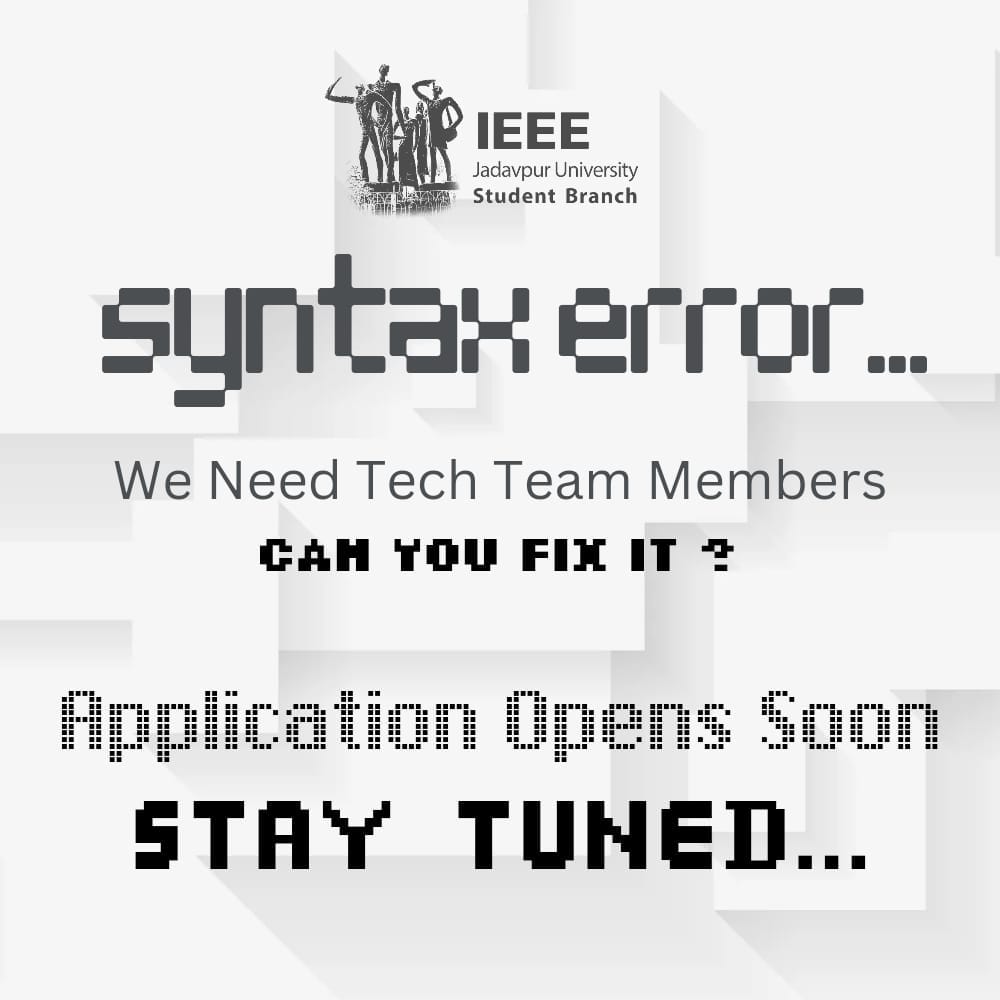 IEEE
Jadavpur University
Student Branch
syntax error...
We Need Tech Team Members
CAN YOU FIX IT ?
Application Opens Soon
STAY TUNED...